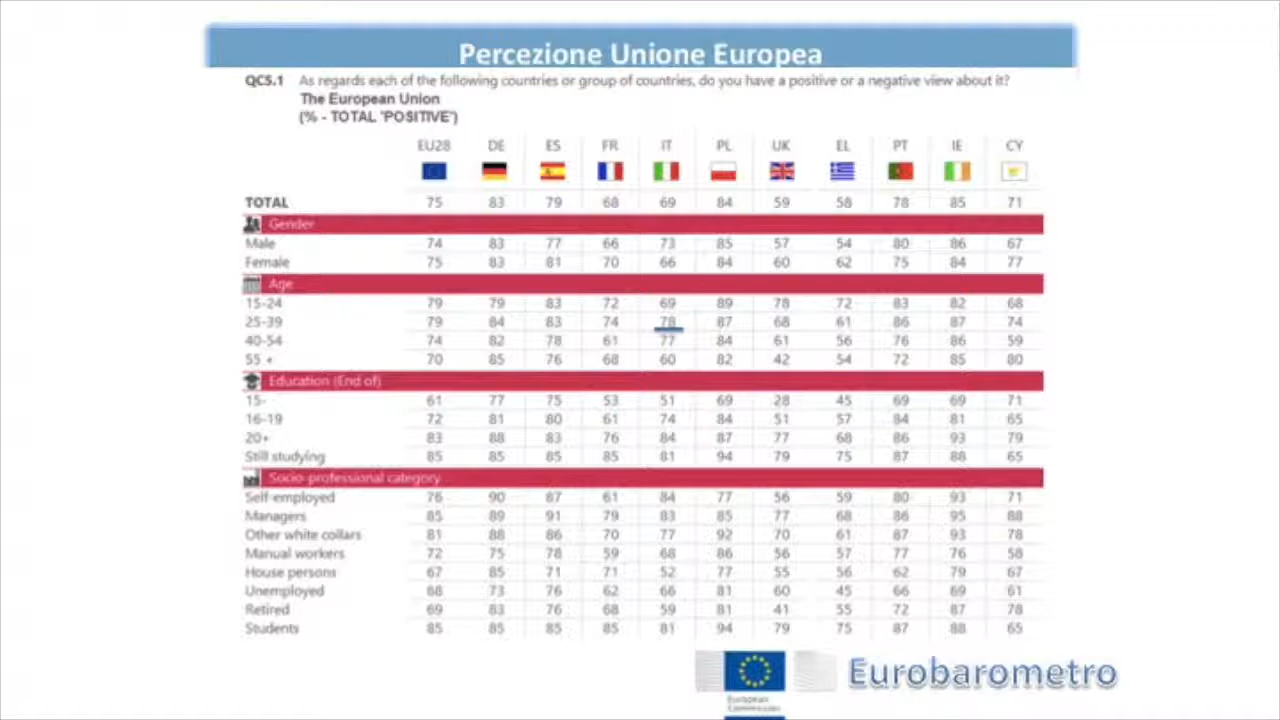 Percezione Unione Europea
QC5.1 As regards each of the following countries or group of countries, do you have a positive or a negative view about it?
The European Union
(% - TOTAL 'POSITIVE')
EU28 DE ES FR IT PL UK EL PT IE CY
TOTAL 75 83 79 68 69 84 59 58 78 85 71
Gender
Male 74 83 77 66 73 85 57 54 80 86 67
Female 75 83 81 70 66 84 60 62 75 84 77
Age
15-24 79 79 83 72 69 89 78 72 83 82 68
25-39 79 84 83 74 78 87 68 61 86 87 74
40-54 74 82 78 61 77 84 61 56 76 86 59
55 + 70 85 76 68 60 82 42 54 72 85 80
Education (End of)
15- 61 77 75 53 51 69 28 45 69 69 71
16-19 72 81 80 61 74 84 51 57 84 81 65
20+ 83 88 83 76 84 87 77 68 86 93 79
Still studying 85 85 85 85 81 94 79 75 87 88 65
Socio-professional category
Self-employed 76 90 87 61 84 77 56 59 80 93 71
Managers 85 89 91 79 83 85 77 68 86 95 88
Other white collars 81 88 86 70 77 92 70 61 87 93 78
Manual workers 72 75 78 59 68 86 56 57 77 76 58
House persons 67 85 71 71 52 77 55 56 62 79 67
Unemployed 68 73 76 62 66 81 60 45 66 69 61
Retired 69 83 76 68 59 81 41 55 72 87 78
Students 85 85 85 85 81 94 79 75 87 88 65
Eurobarometro
European
Commission